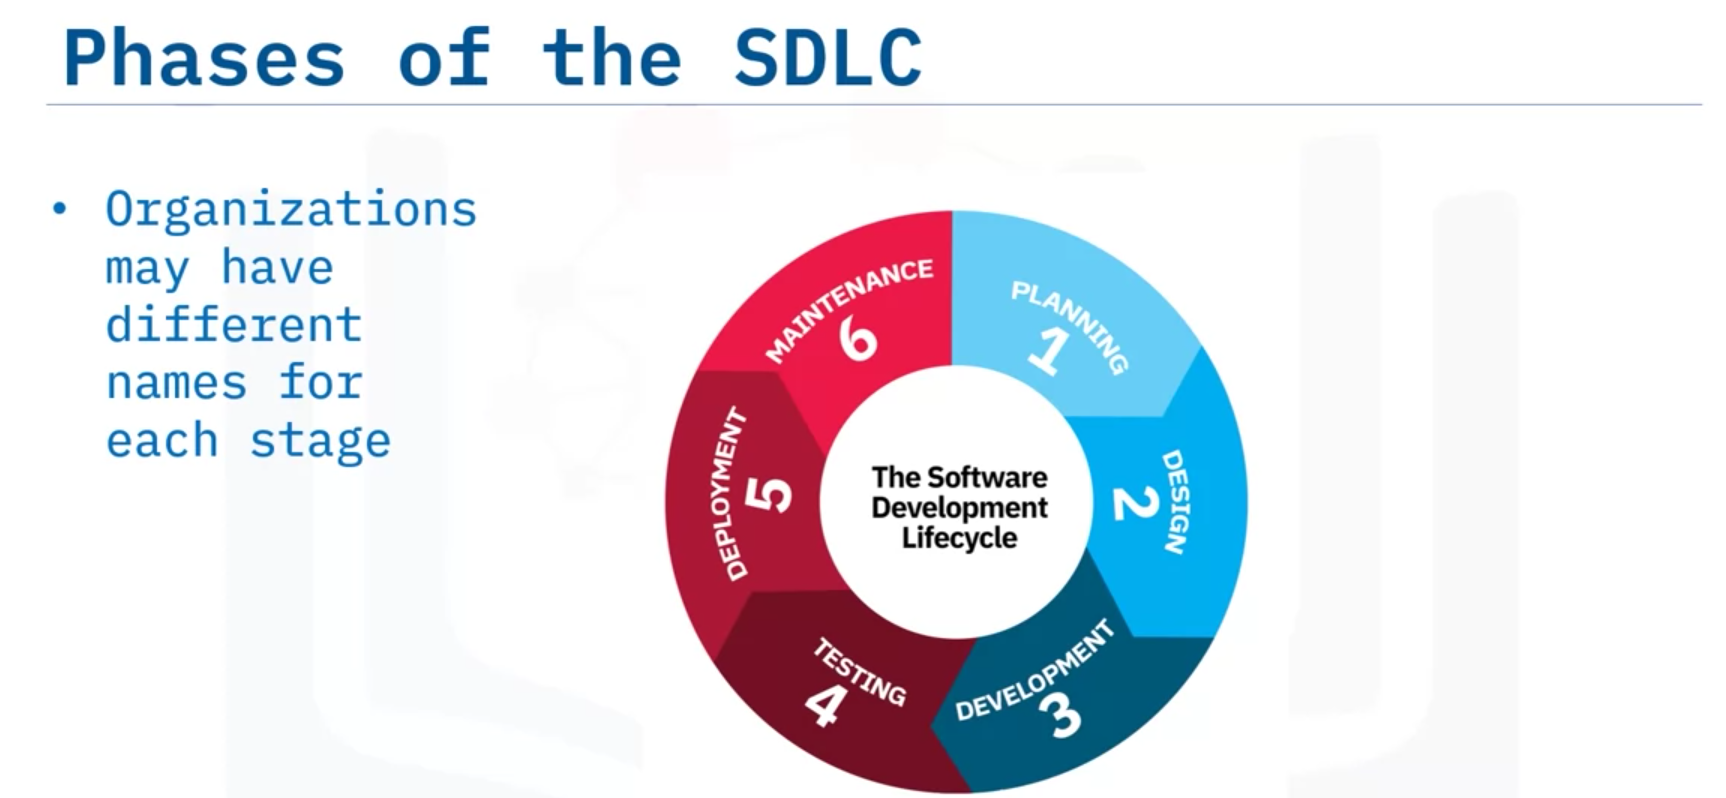 Phases of the SDLC
• Organizations
may have
different
names for
each stage
PLANNING
1
DESIGN
2
DEVELOPMENT
3
TESTING
4
DEPLOYMENT
5
MAINTENANCE
6
The Software
Development
Lifecycle